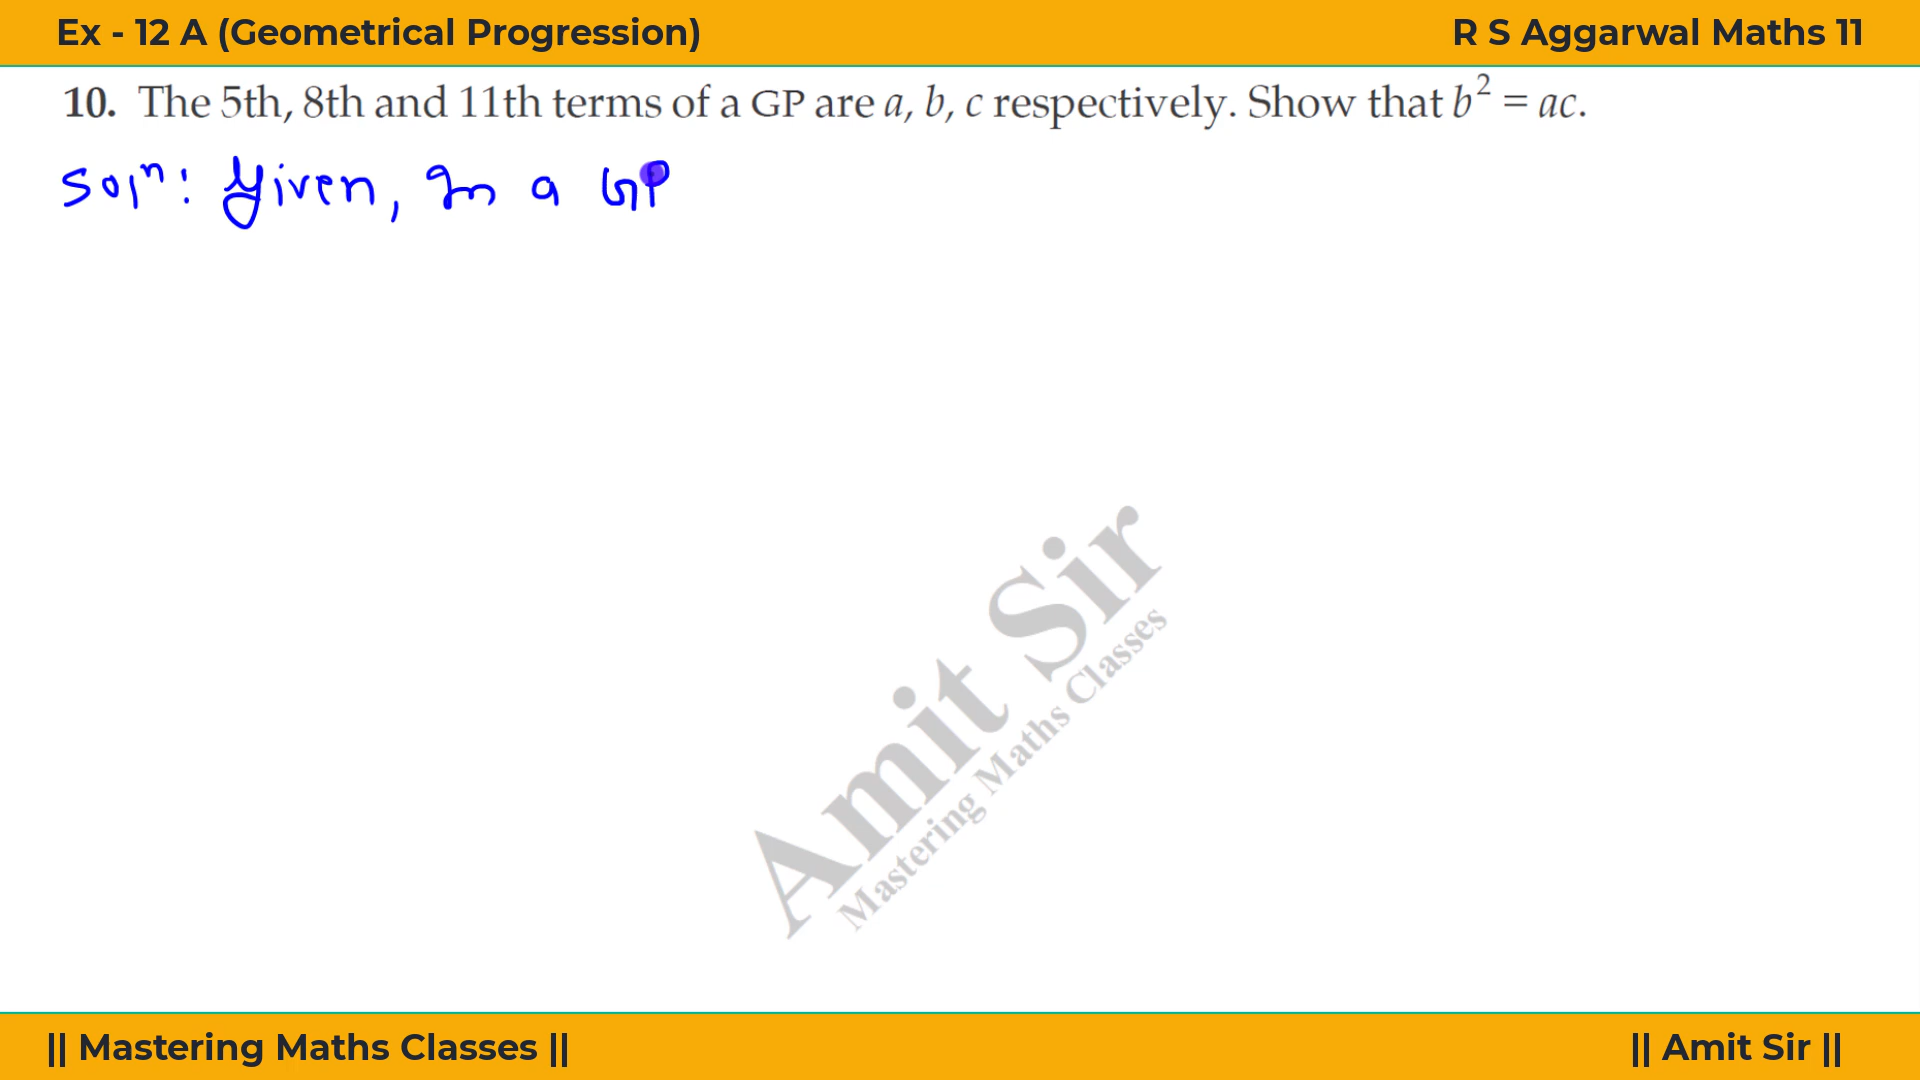 Ex - 12 A (Geometrical Progression)
R S Aggarwal Maths 11
10. The 5th, 8th and 11th terms of a GP are a, b, c respectively. Show that b² = ac.
Solⁿ: Given, In a GP
Amit Sir
Mastering Maths Classes
|| Mastering Maths Classes ||
|| Amit Sir ||